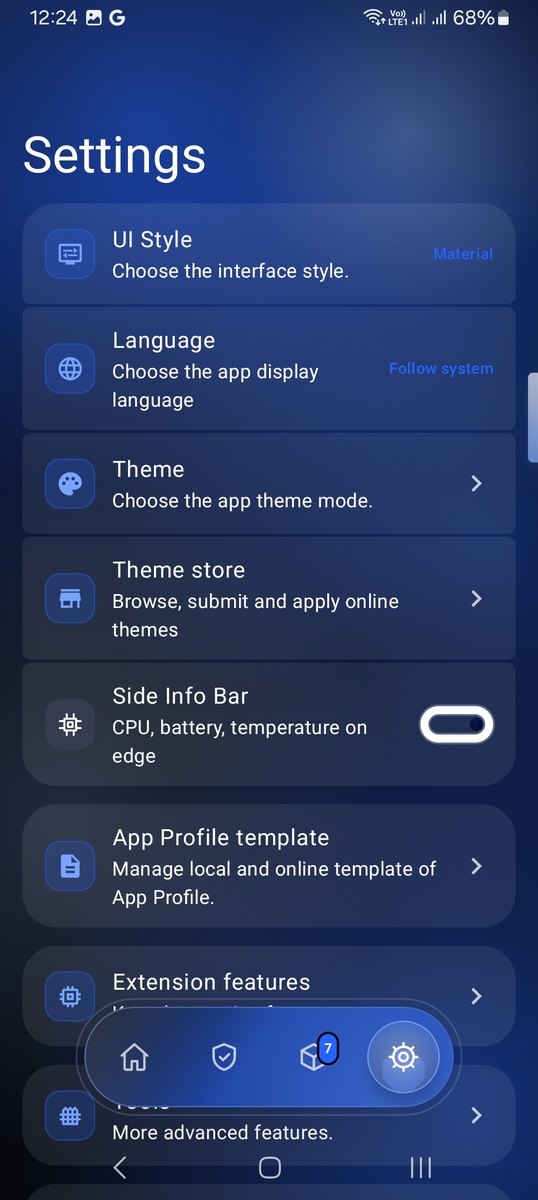 12:24 G Vo)) LTE1 68%
Settings
UI Style
Choose the interface style.
Material
Language
Choose the app display
language
Follow system
Theme
Choose the app theme mode.
Theme store
Browse, submit and apply online
themes
Side Info Bar
CPU, battery, temperature on
edge
App Profile template
Manage local and online template of
App Profile.
Extension features
7
Tools
More advanced features.